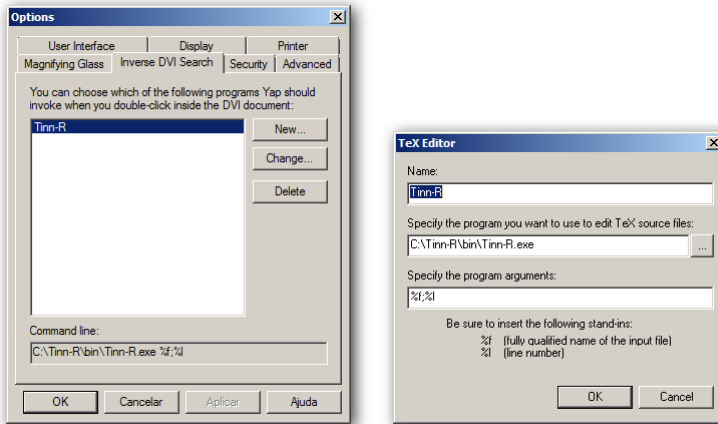 Options
User Interface Display Printer
Magnifying Glass Inverse DVI Search Security Advanced
You can choose which of the following programs Yap should
invoke when you double-click inside the DVI document:
Tinn-R
New...
Change...
Delete
Command line:
C:\Tinn-R\bin\Tinn-R.exe %f;%l
OK Cancelar Aplicar Ajuda
TeX Editor
Name:
Tinn-R
Specify the program you want to use to edit TeX source files:
C:\Tinn-R\bin\Tinn-R.exe
...
Specify the program arguments:
%f;%l
Be sure to insert the following stand-ins:
%f (fully qualified name of the input file)
%l (line number)
OK Cancel